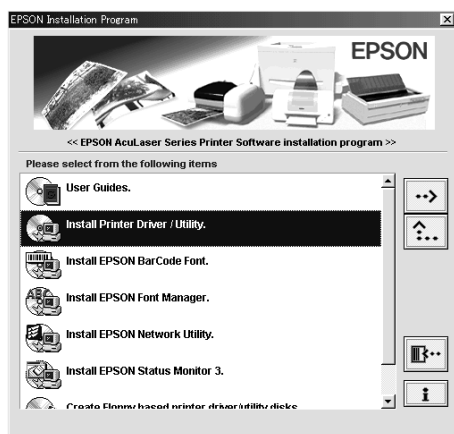 EPSON Installation Program
EPSON
<< EPSON AcuLaser Series Printer Software installation program >>
Please select from the following items
User Guides.
Install Printer Driver / Utility.
Install EPSON BarCode Font.
Install EPSON Font Manager.
Install EPSON Network Utility.
Install EPSON Status Monitor 3.
Create Floppy based printer driver/utility disks